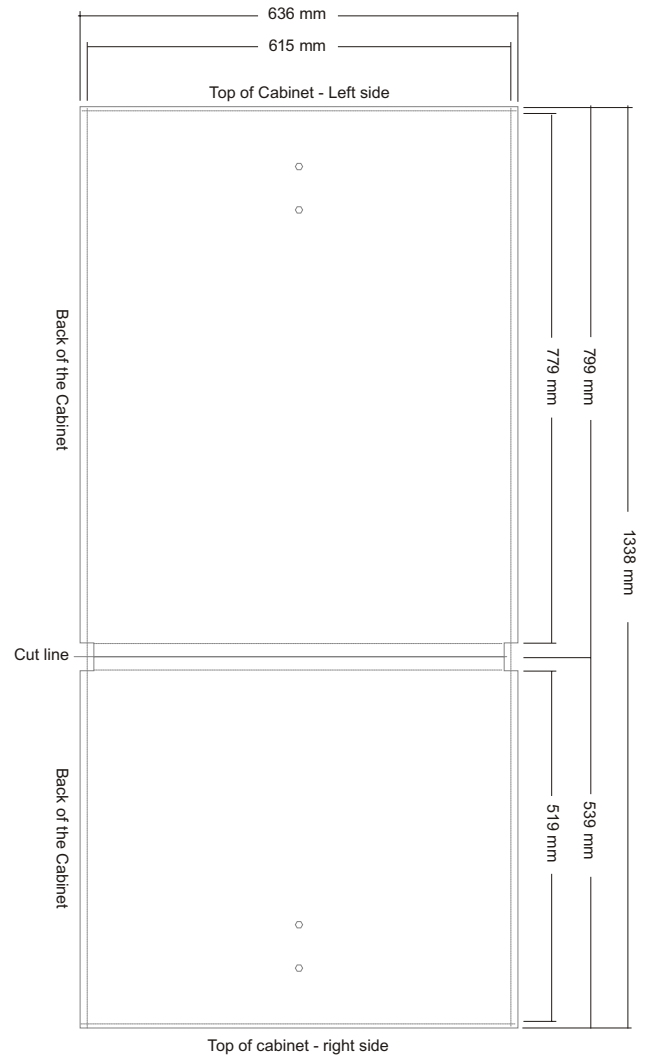 636 mm
615 mm
Top of Cabinet - Left side
Back of the Cabinet
779 mm
799 mm
1338 mm
Cut line
Back of the Cabinet
519 mm
539 mm
Top of cabinet - right side